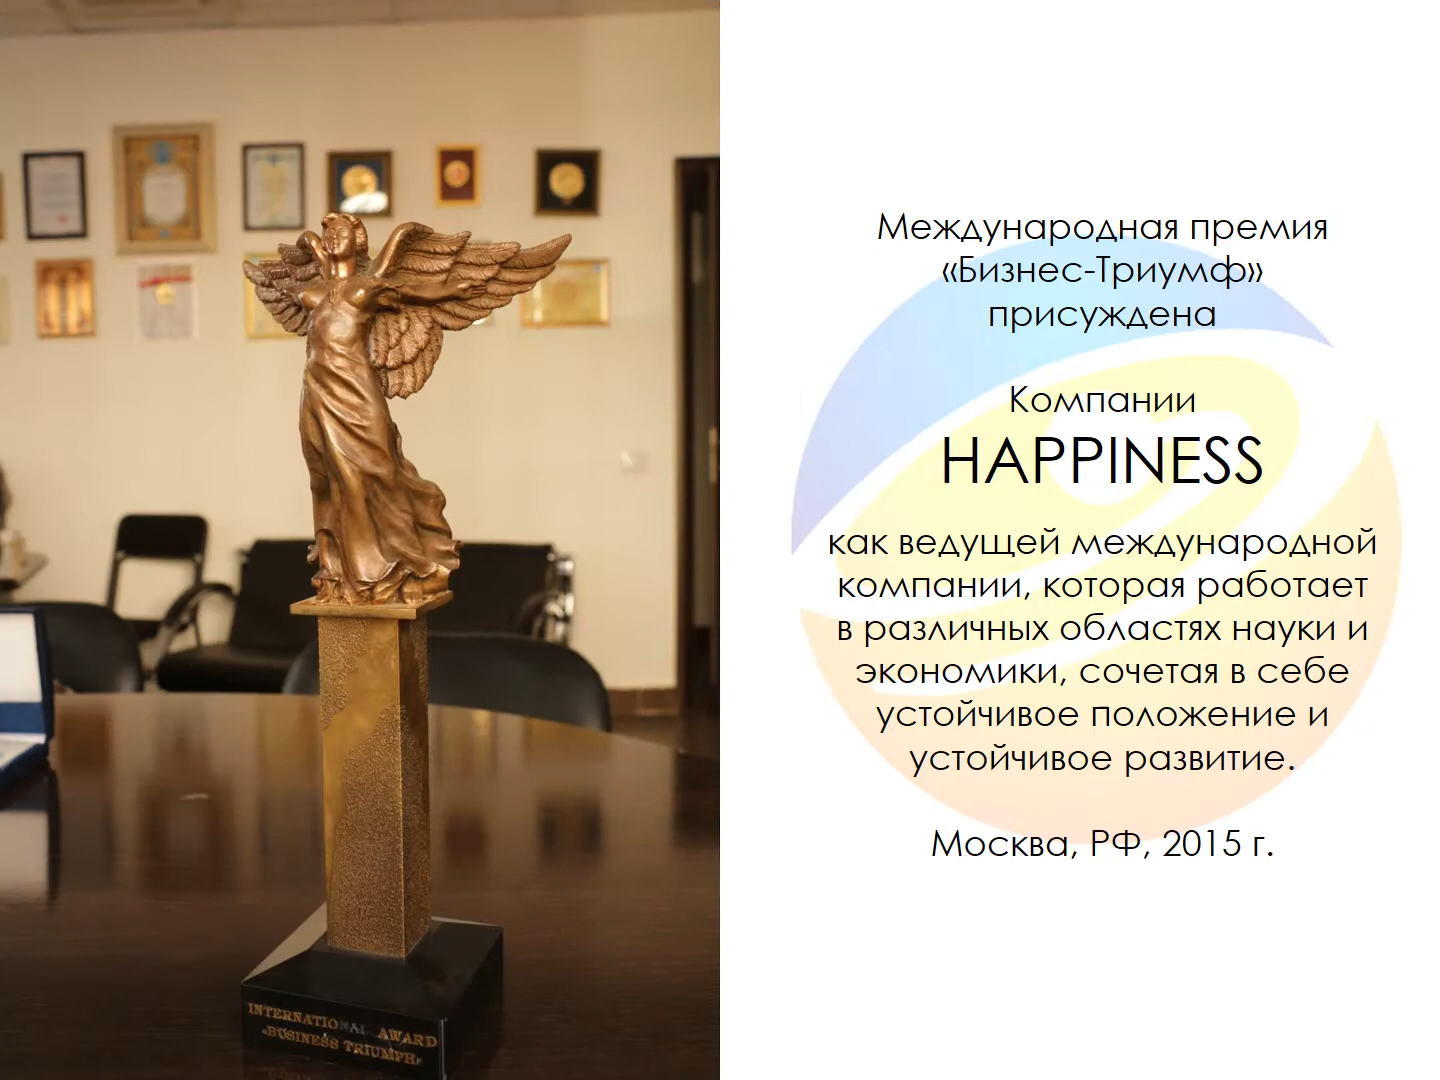 Международная премия
«Бизнес-Триумф»
присуждена
Компании
HAPPINESS
как ведущей международной
компании, которая работает
в различных областях науки и
экономики, сочетая в себе
устойчивое положение и
устойчивое развитие.
Москва, РФ, 2015 г.
INTERNATIONAL AWARD
«BUSINESS TRIUMPH»